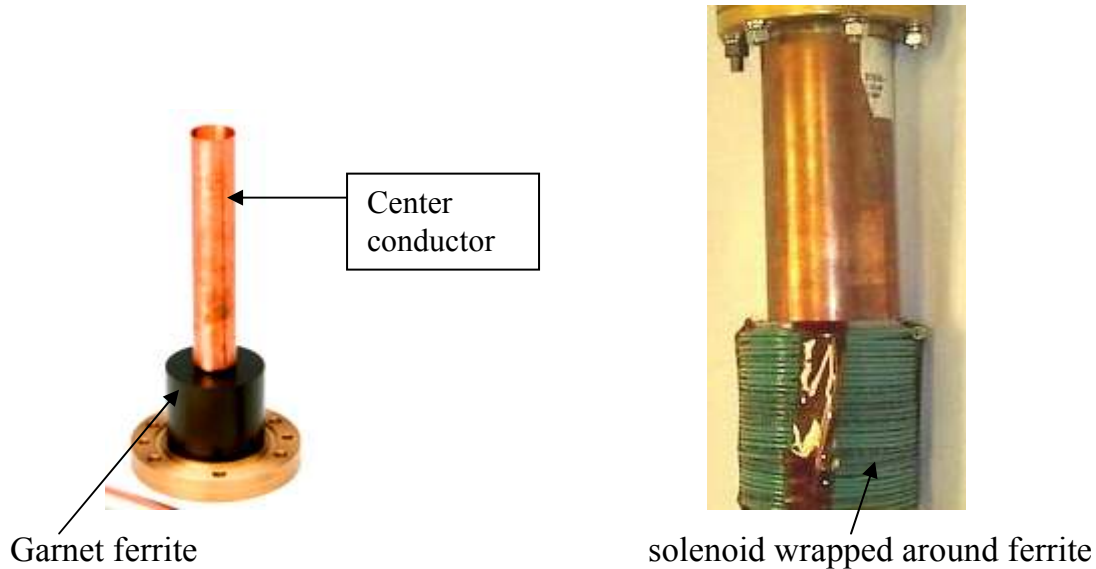 Center
conductor
Garnet ferrite
solenoid wrapped around ferrite